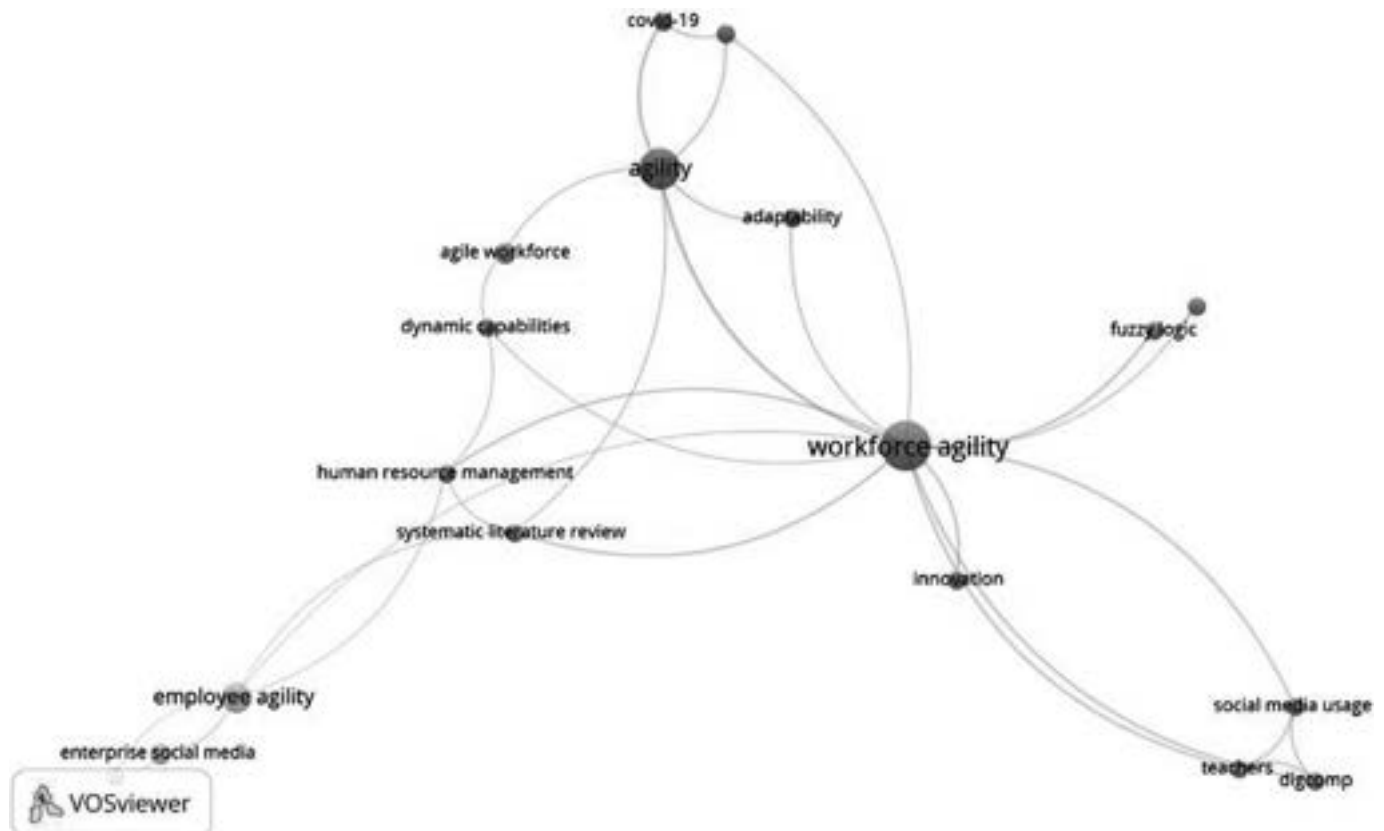 covid-19
agility
adaptability
agile workforce
fuzzy logic
dynamic capabilities
workforce agility
human resource management
systematic literature review
innovation
employee agility
social media usage
enterprise social media
teachers
digcomp
VOSviewer